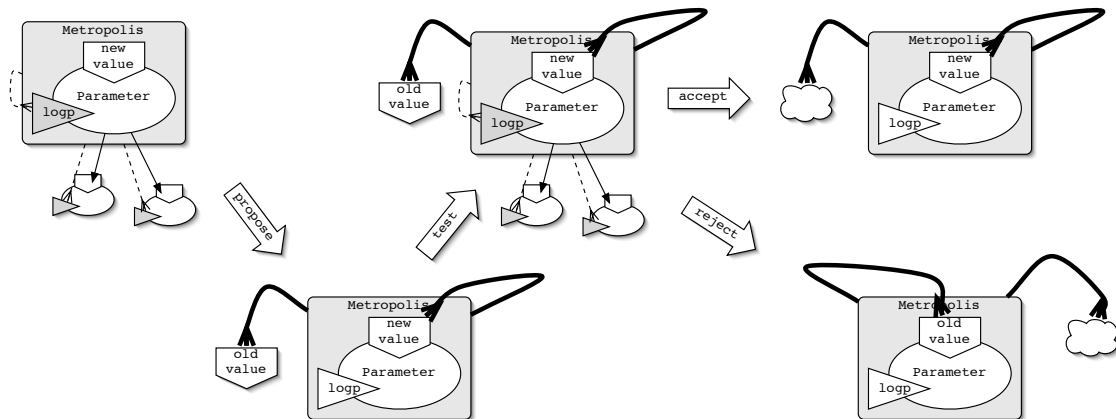 Metropolis
new
value
Parameter
logp
propose
Metropolis
old
value
new
value
Parameter
logp
test
Metropolis
old
value
new
value
Parameter
logp
accept
Metropolis
new
value
Parameter
logp
reject
Metropolis
old
value
Parameter
logp